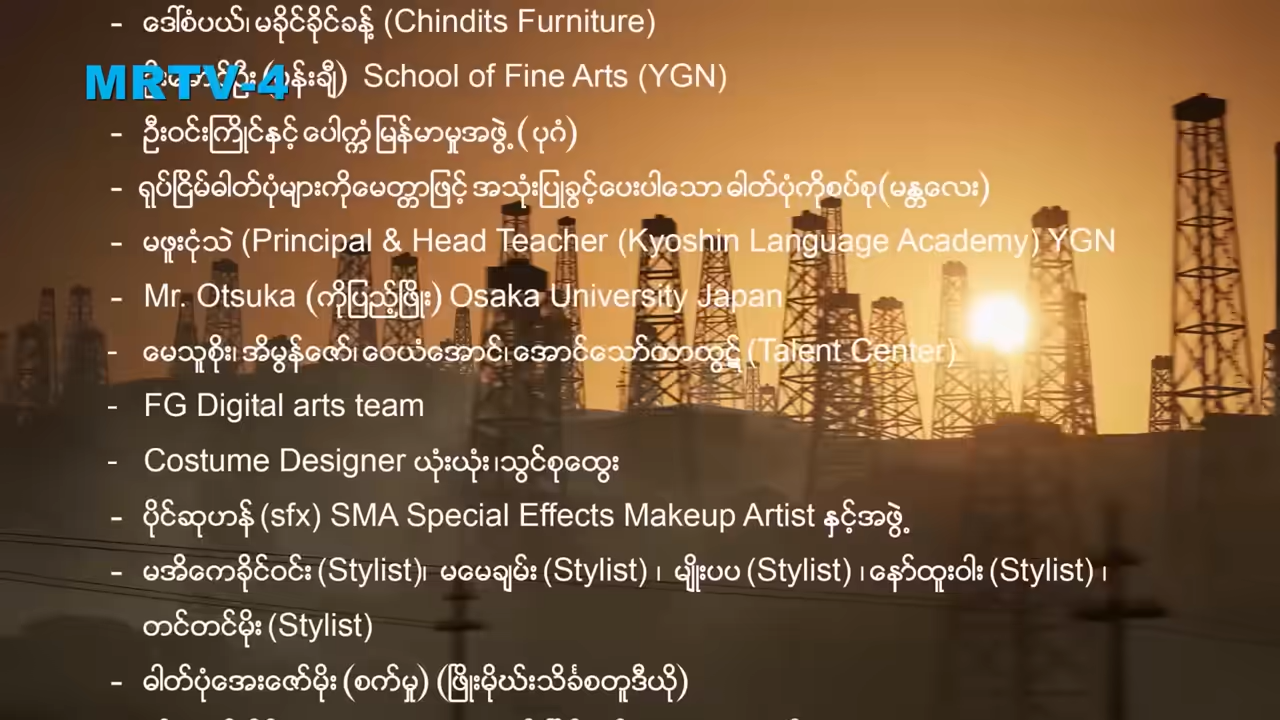 - ဒေါ်စံပယ်၊ မခိုင်ခိုင်ခန့် (Chindits Furniture)
MRTV-4
School of Fine Arts (YGN)
- ဦးဝင်းကြိုင်နှင့် ပေါက္ကံ မြန်မာမှုအဖွဲ့ (ပုဂံ)
- ရုပ်ငြိမ်ဓါတ်ပုံများကိုမေတ္တာဖြင့် အသုံးပြုခွင့်ပေးပါသော ဓါတ်ပုံကိုစပ်စု(မန္တလေး)
- မဖူးငုံသဲ (Principal & Head Teacher (Kyoshin Language Academy) YGN
- Mr. Otsuka (ကိုပြည့်ဖြိုး) Osaka University Japan
- မေသူစိုး၊ အိမွန်ဇော်၊ ဝေယံအောင်၊ အောင်သော်တာထွဋ် (Talent Center)
- FG Digital arts team
- Costume Designer ယုံးယုံး ၊သွင်စုထွေး
- ပိုင်ဆုဟန် (sfx) SMA Special Effects Makeup Artist နှင့်အဖွဲ့
- မအိကေခိုင်ဝင်း (Stylist)၊ မမေချမ်း (Stylist) ၊ မျိုးပပ (Stylist) ၊နော်ထူးဝါး (Stylist) ၊
တင်တင်မိုး (Stylist)
- ဓါတ်ပုံအေးဇော်မိုး (စက်မှု) (ဖြိုးမိုဃ်းသိင်္ခစတူဒီယို)